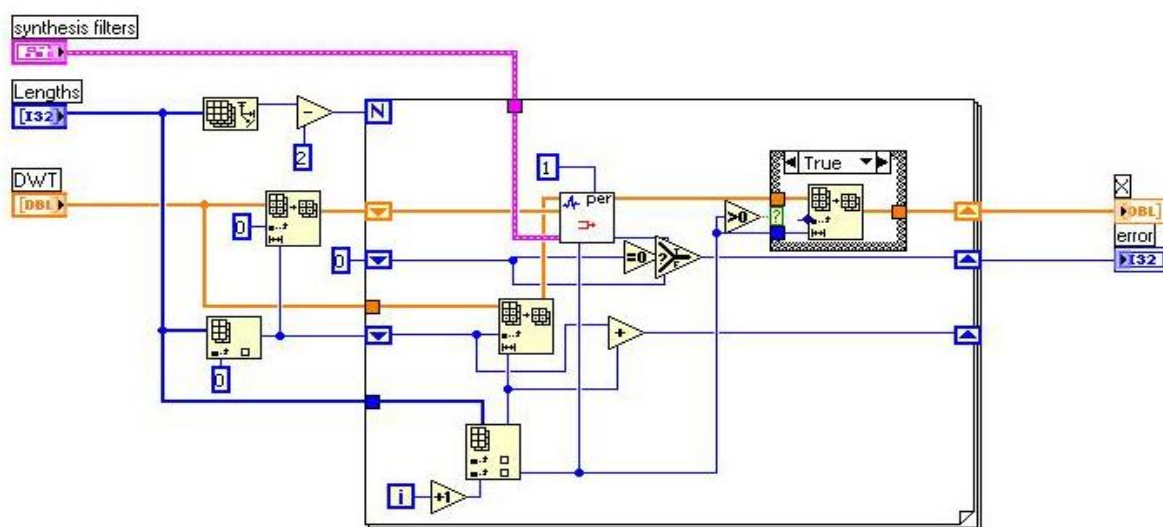 synthesis filters
Lengths
[I32]
N
2
1
True
per
DWT
[DBL]
0
>0
?
X
DBL]
error
I32
0
=0
?
+
0
i
+1